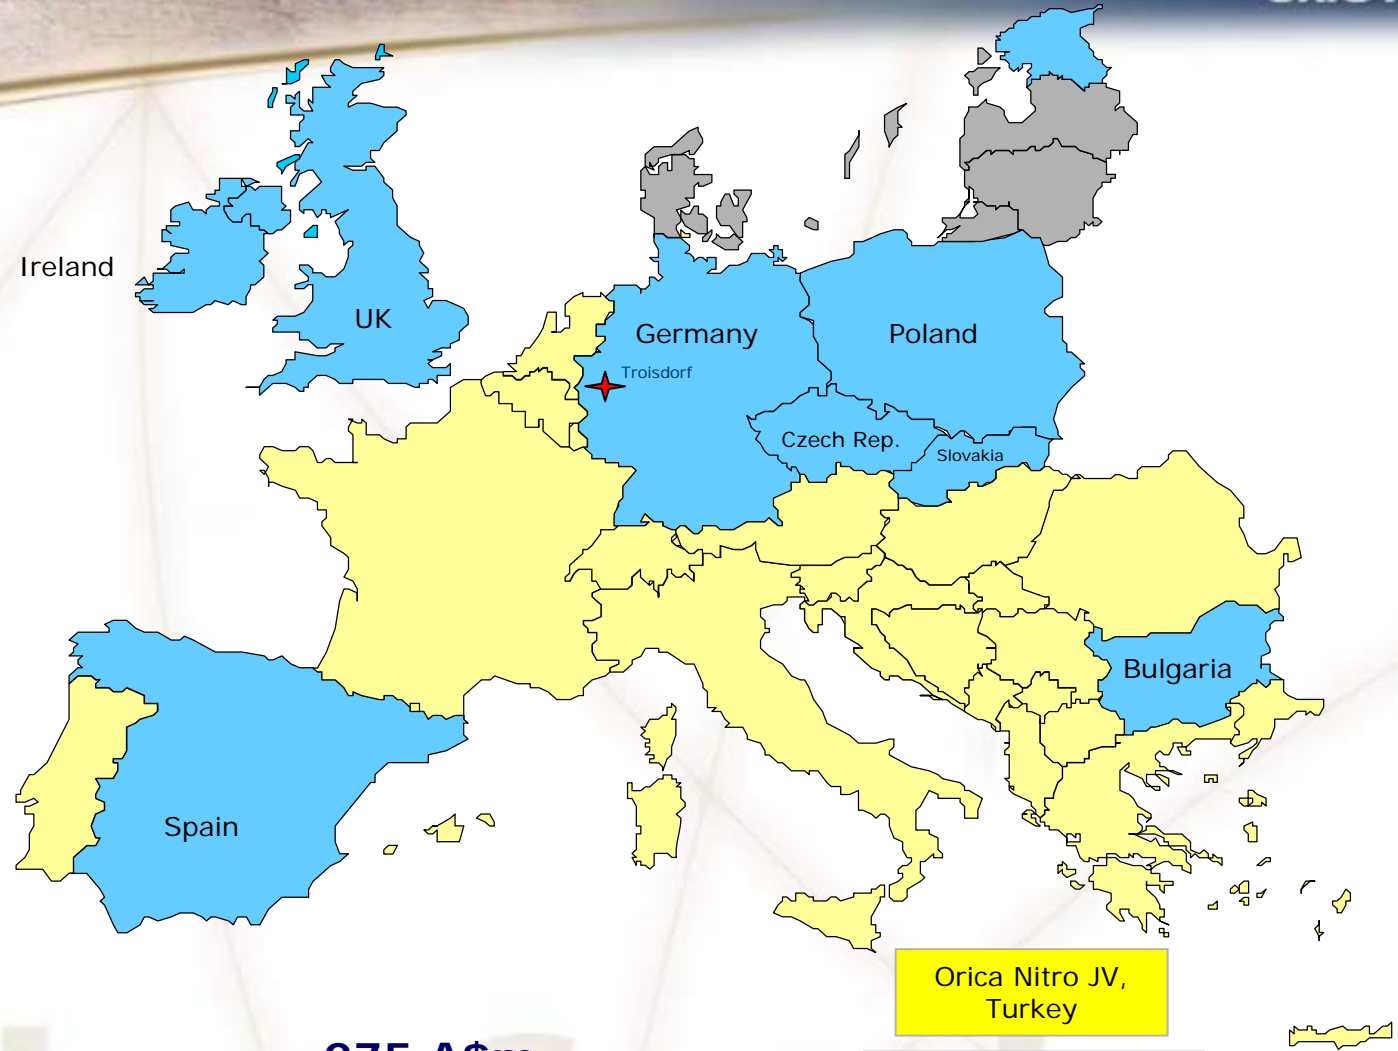 Ireland
UK
Germany
Poland
Troisdorf
Czech Rep.
Slovakia
Bulgaria
Spain
Orica Nitro JV,
Turkey